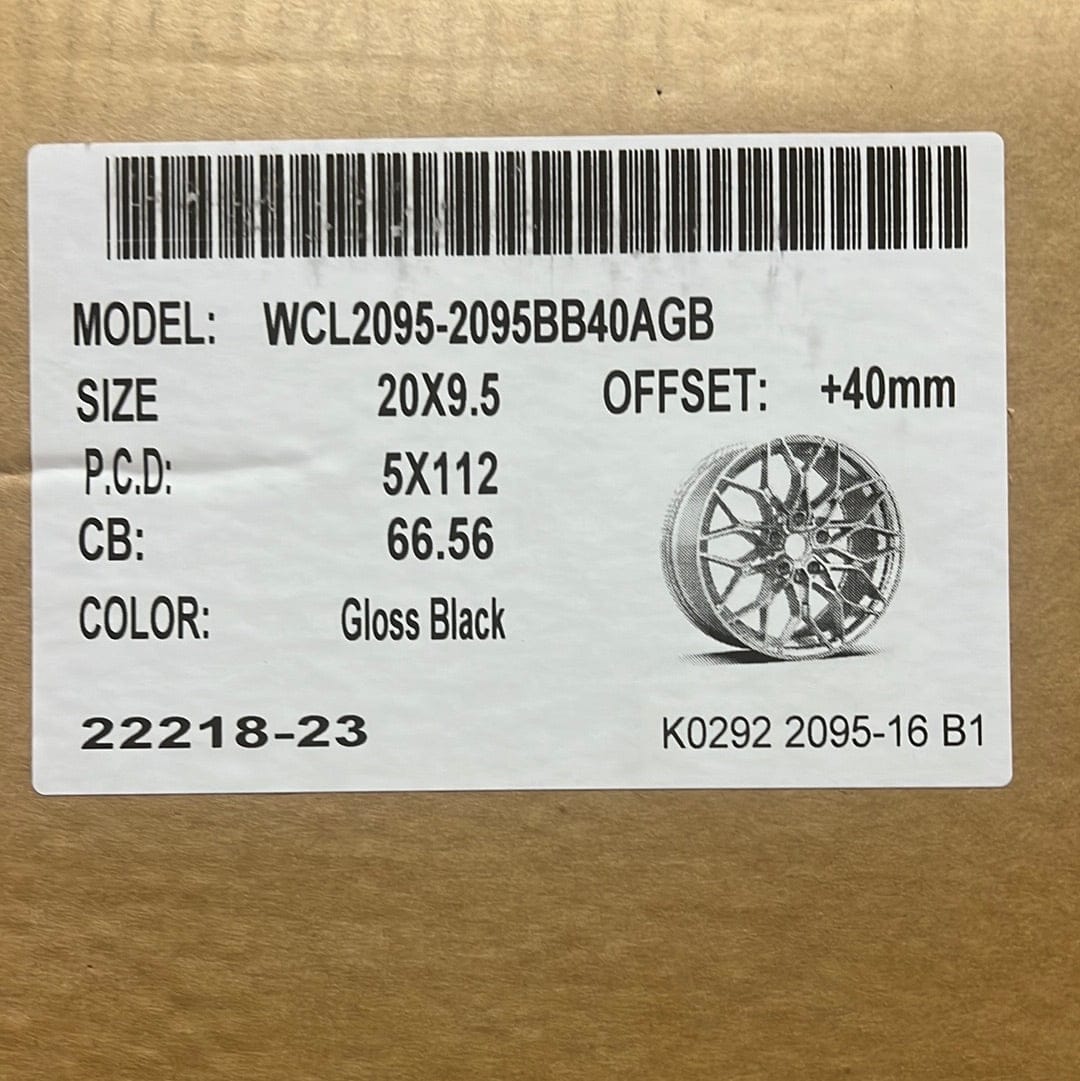 MODEL: WCL2095-2095BB40AGB
SIZE 20X9.5 OFFSET: +40mm
P.C.D: 5X112
CB: 66.56
COLOR: Gloss Black
22218-23 K0292 2095-16 B1